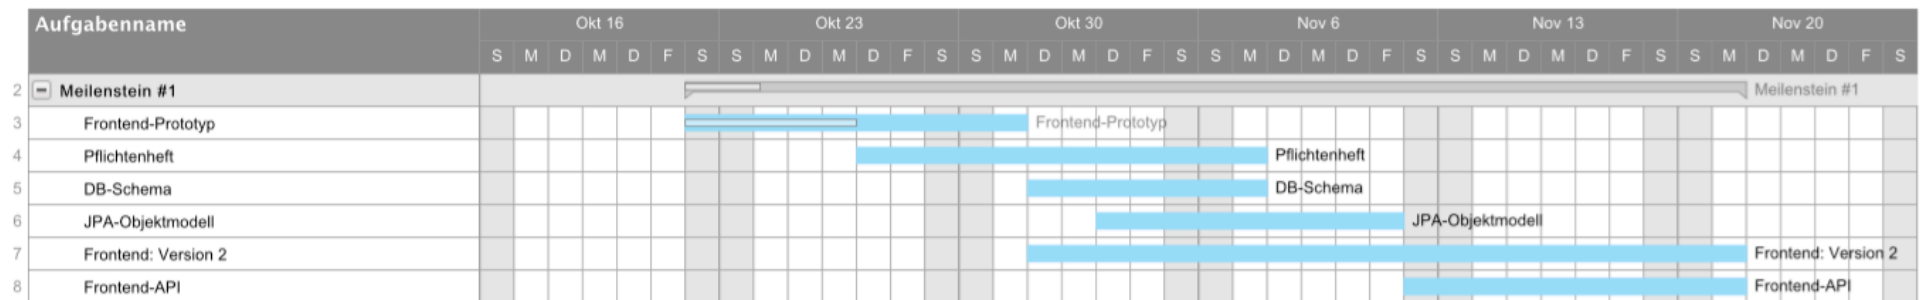 Aufgabenname Okt 16 Okt 23 Okt 30 Nov 6 Nov 13 Nov 20
S M D M D F S S M D M D F S S M D M D F S S M D M D F S S M D M D F S S M D M D F S
2 Meilenstein #1 Meilenstein #1
3 Frontend-Prototyp Frontend-Prototyp
4 Pflichtenheft Pflichtenheft
5 DB-Schema DB-Schema
6 JPA-Objektmodell JPA-Objektmodell
7 Frontend: Version 2 Frontend: Version 2
8 Frontend-API Frontend-API